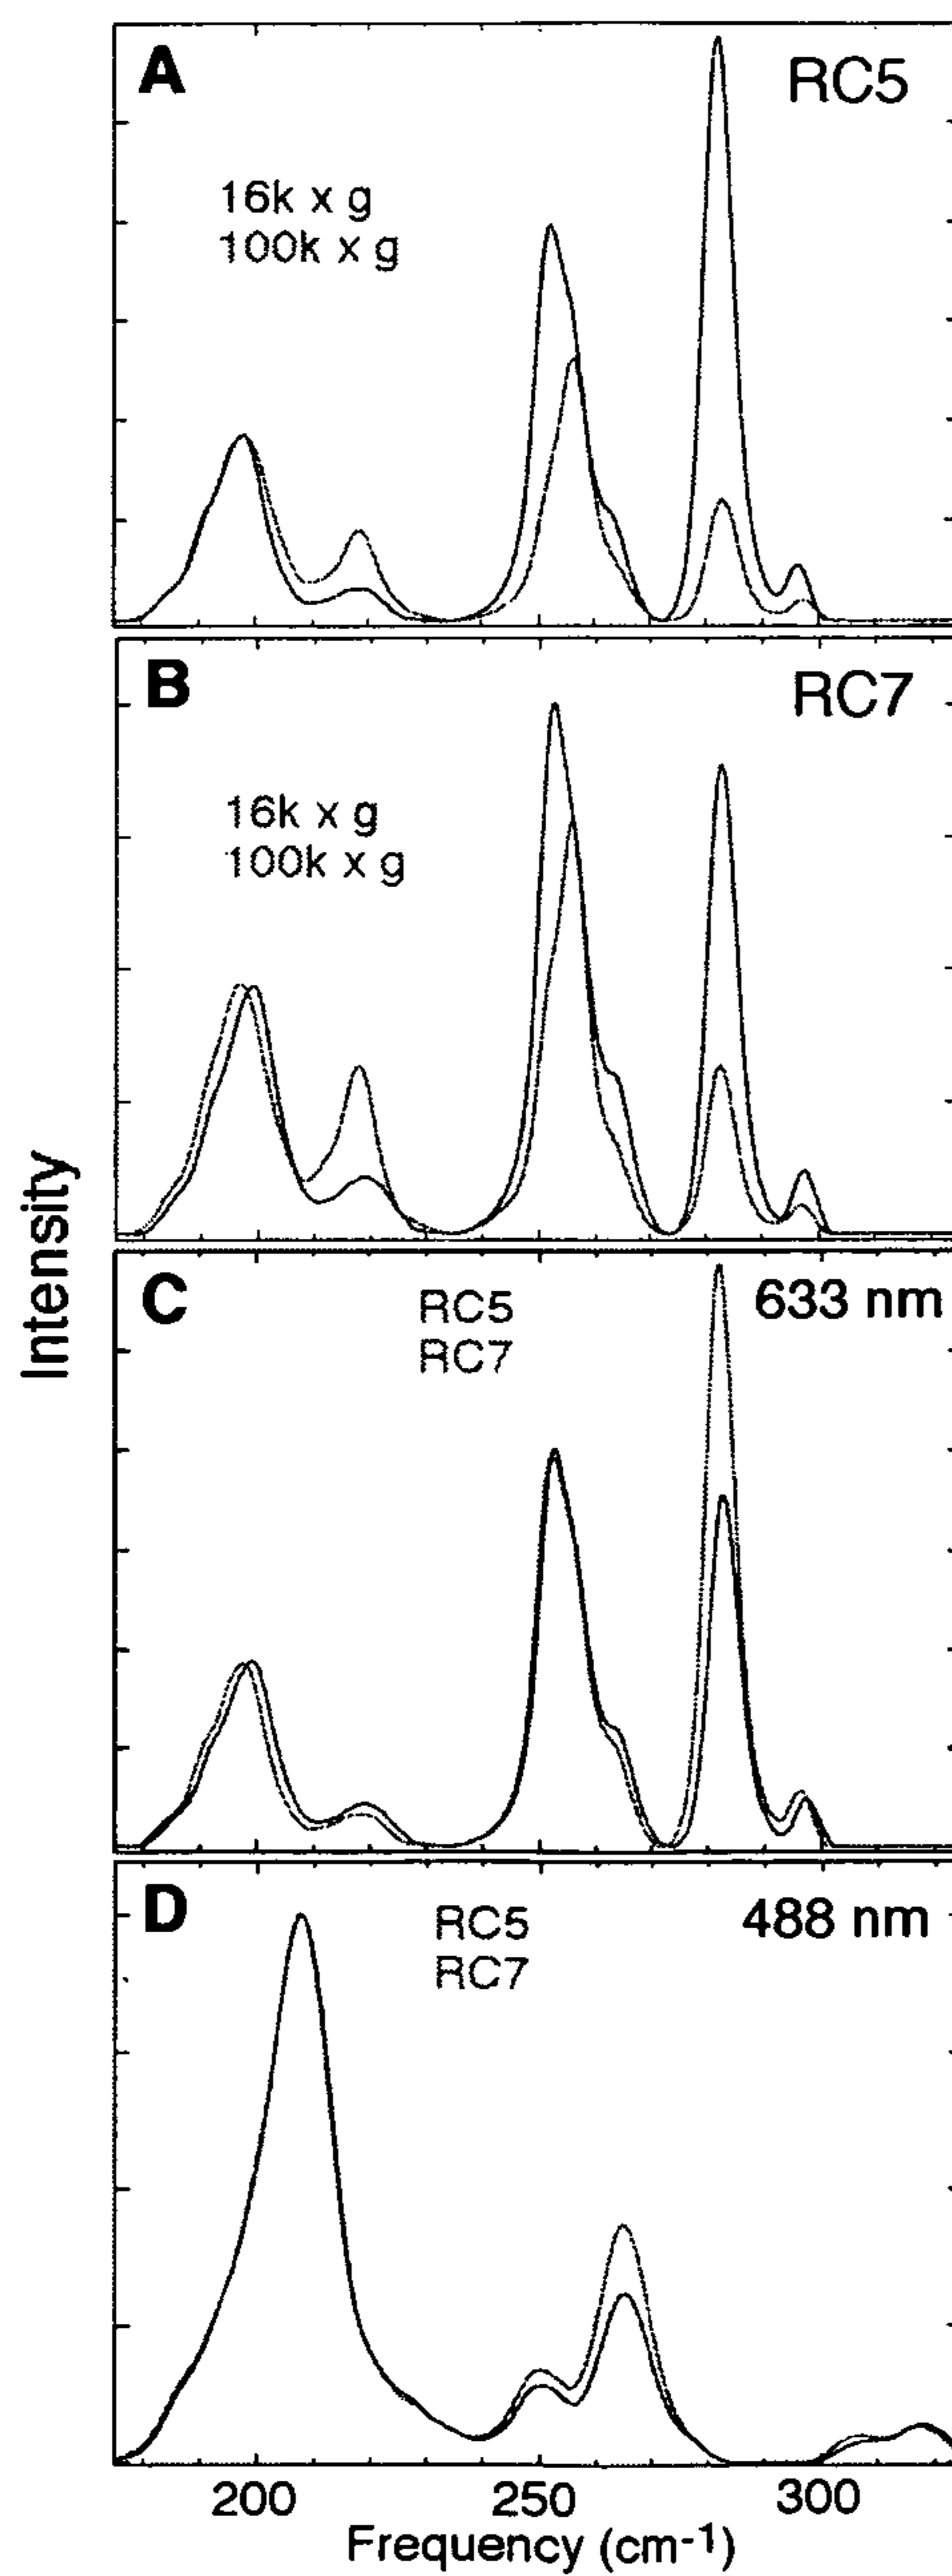 A
RC5
16k x g
100k x g
B
RC7
16k x g
100k x g
C
RC5
RC7
633 nm
D
RC5
RC7
488 nm
Intensity
200
250
300
Frequency (cm-1)